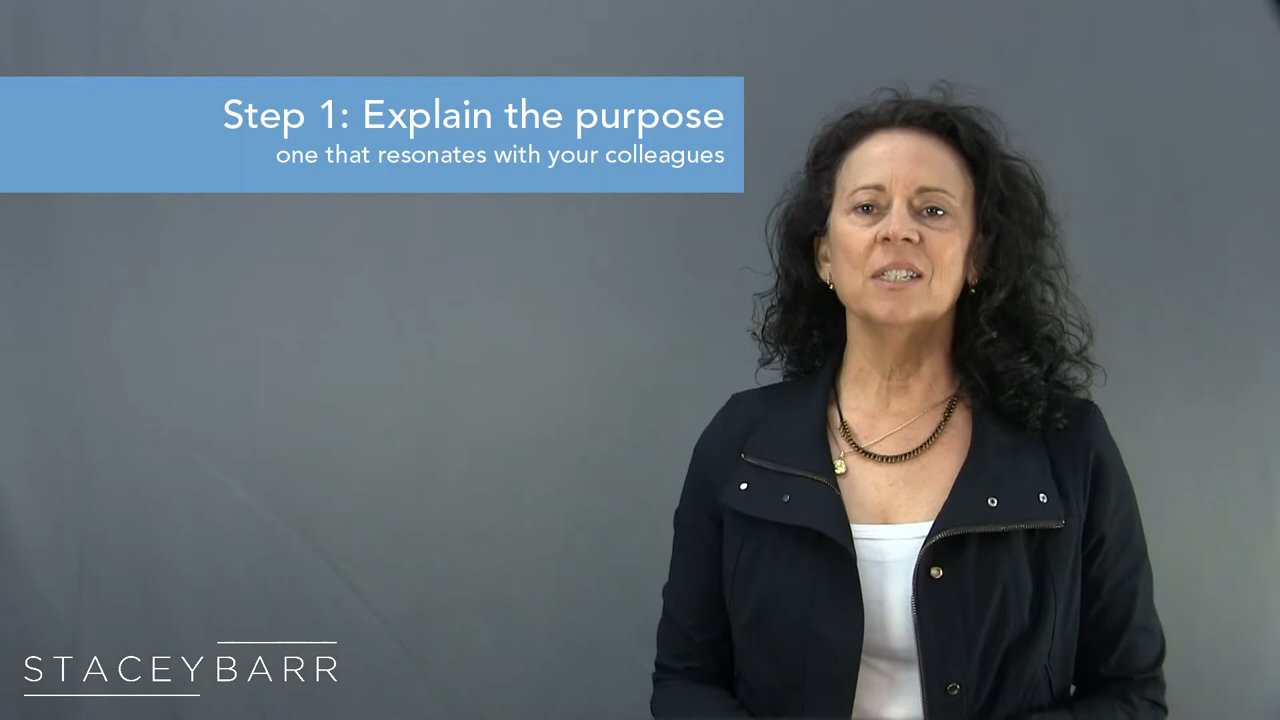 Step 1: Explain the purpose
one that resonates with your colleagues
STACEYBARR